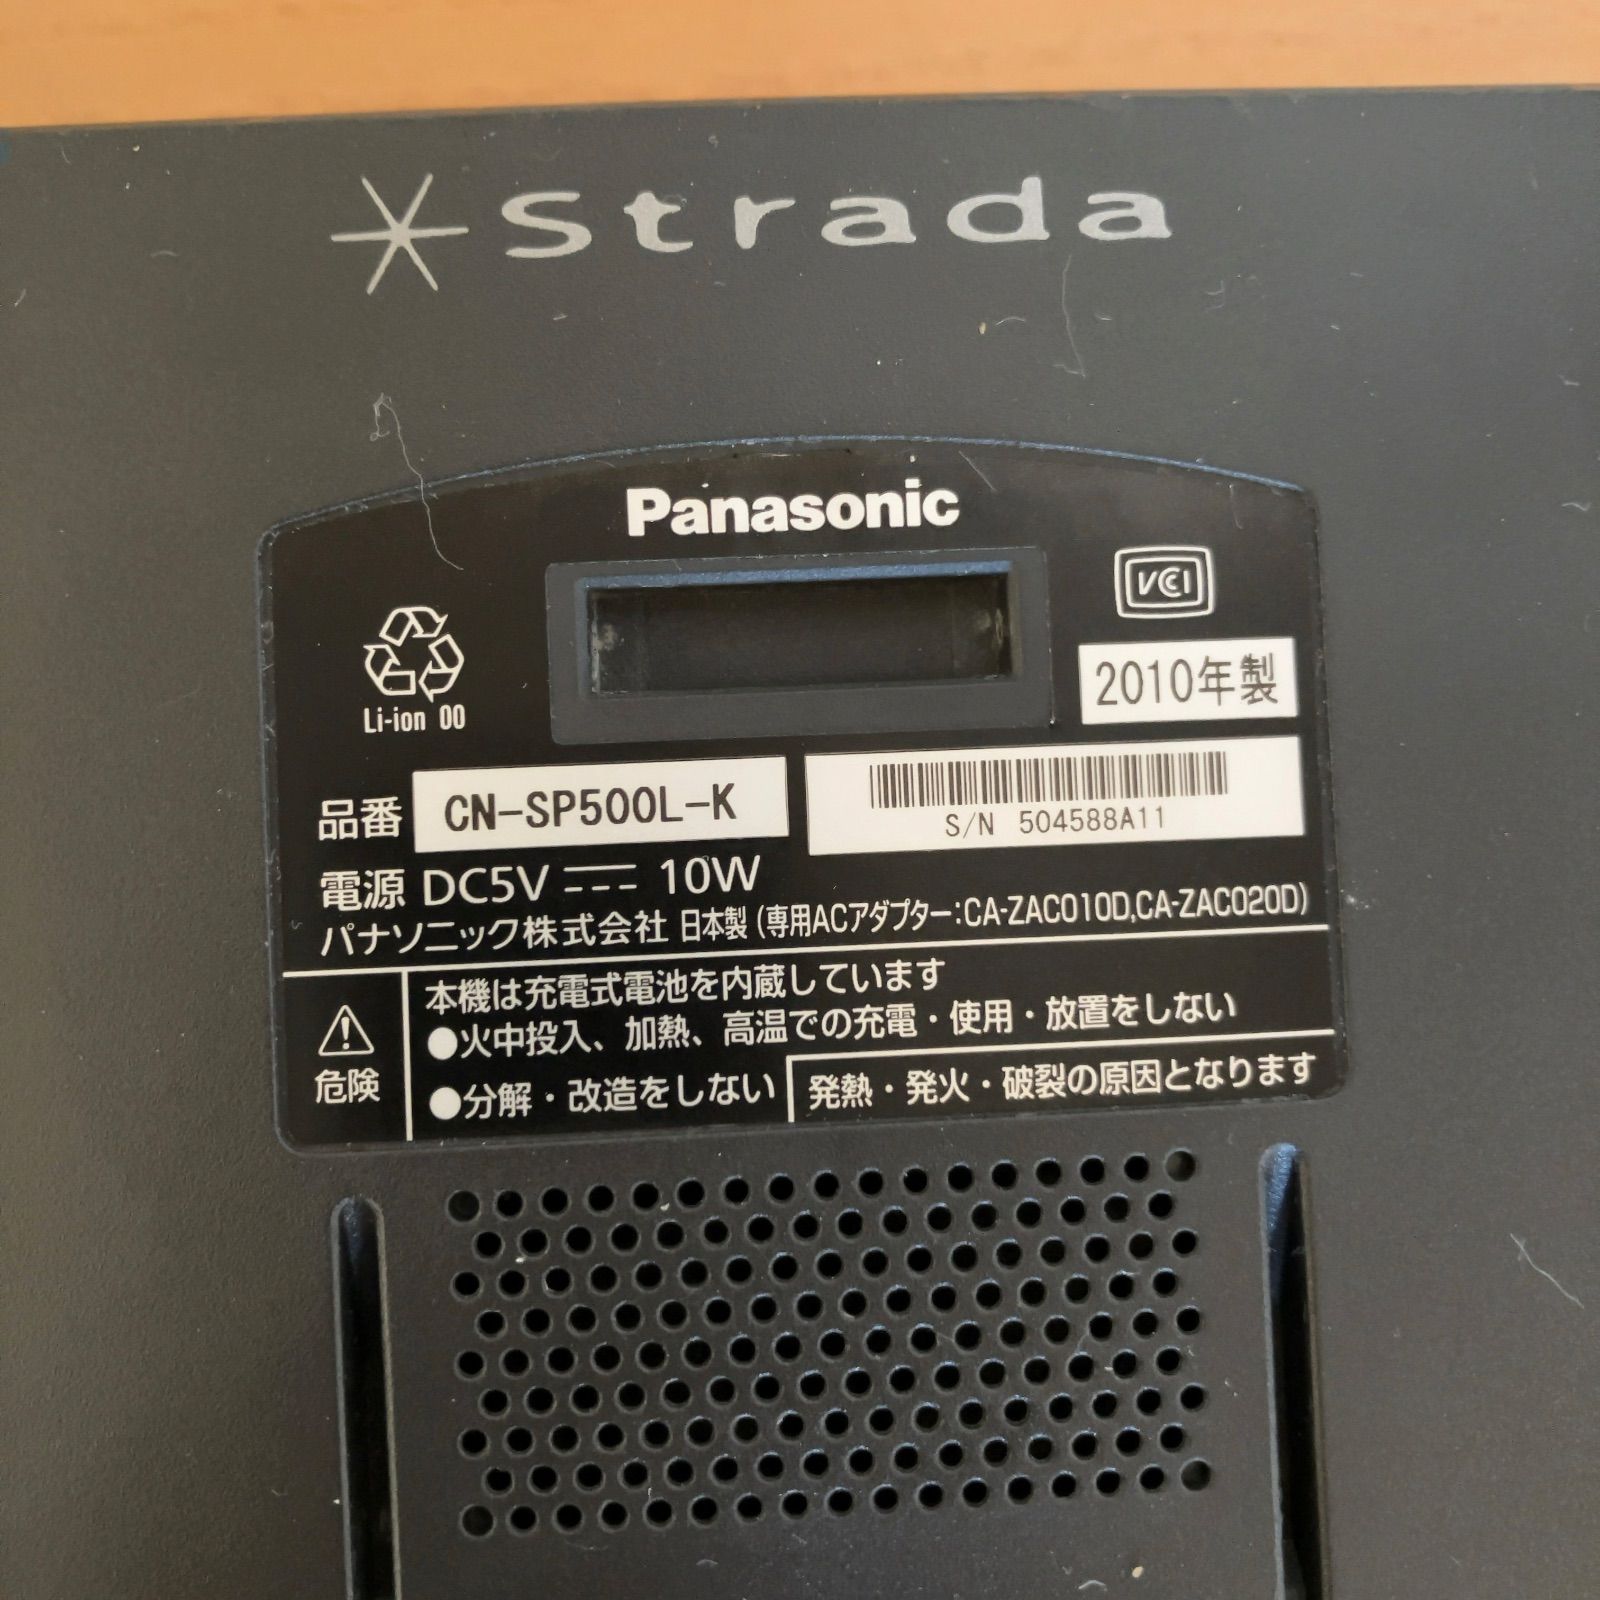 Strada
Panasonic
VCI
Li-ion 00
2010年製
品番 CN-SP500L-K
S/N 504588A11
電源 DC5V 10W
パナソニック株式会社 日本製 (専用ACアダプター:CA-ZAC010D,CA-ZAC020D)
危険
本機は充電式電池を内蔵しています
●火中投入、加熱、高温での充電・使用・放置をしない
●分解・改造をしない
発熱・発火・破裂の原因となります